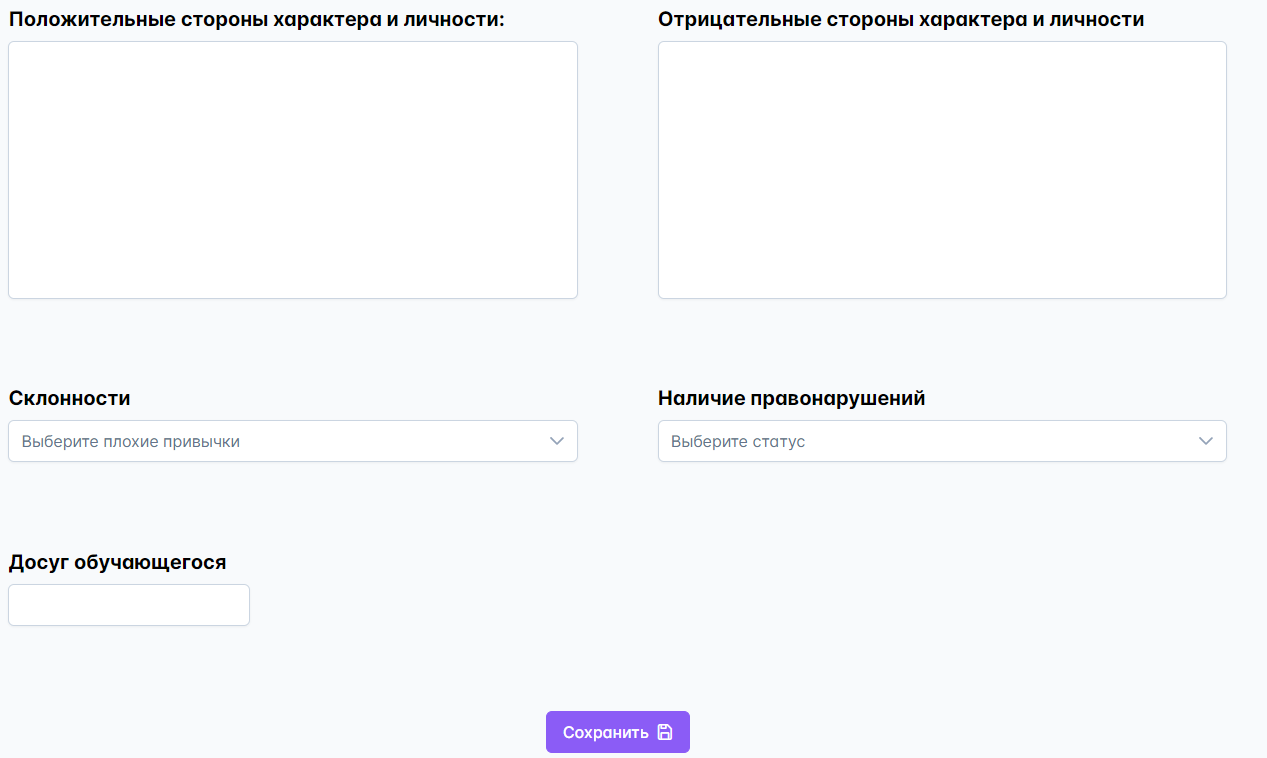 Положительные стороны характера и личности:
Отрицательные стороны характера и личности
Склонности
Выберите плохие привычки
Наличие правонарушений
Выберите статус
Досуг обучающегося
Сохранить